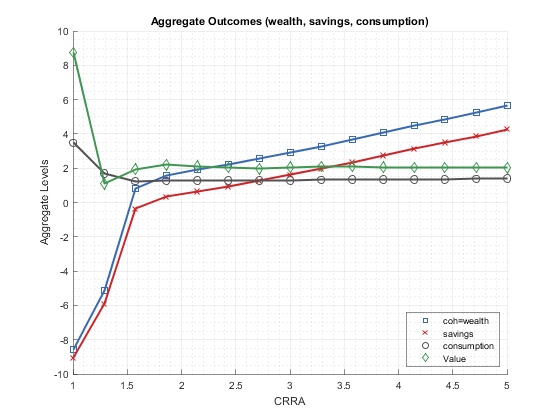 Aggregate Outcomes (wealth, savings, consumption)
10
8
6
4
2
0
-2
-4
-6
-8
-10
Aggregate Levels
1
1.5
2
2.5
3
3.5
4
4.5
5
CRRA
coh=wealth
savings
consumption
Value